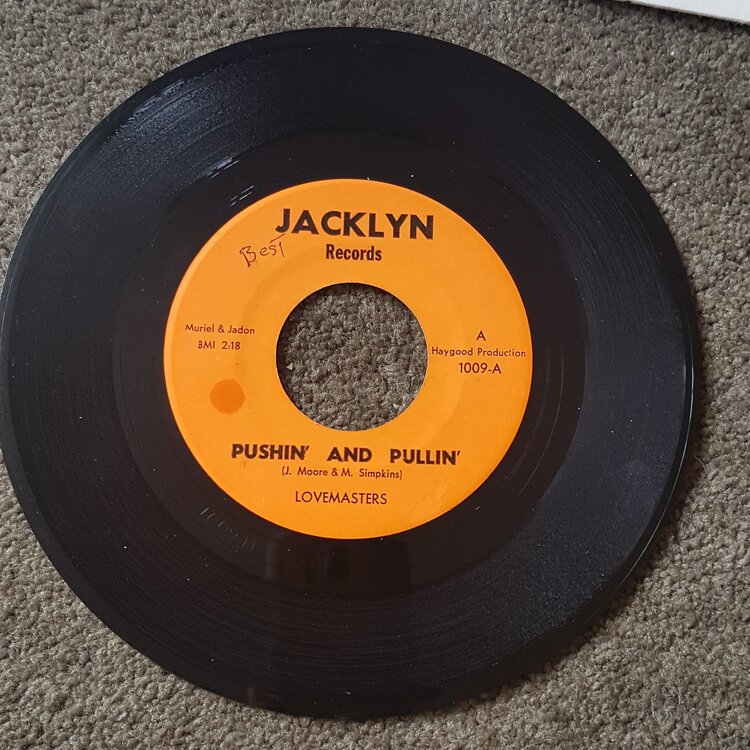 JACKLYN
Best
Records
Muriel & Jadon
BMI 2:18
A
Haygood Production
1009-A
PUSHIN' AND PULLIN'
(J. Moore & M. Simpkins)
LOVEMASTERS